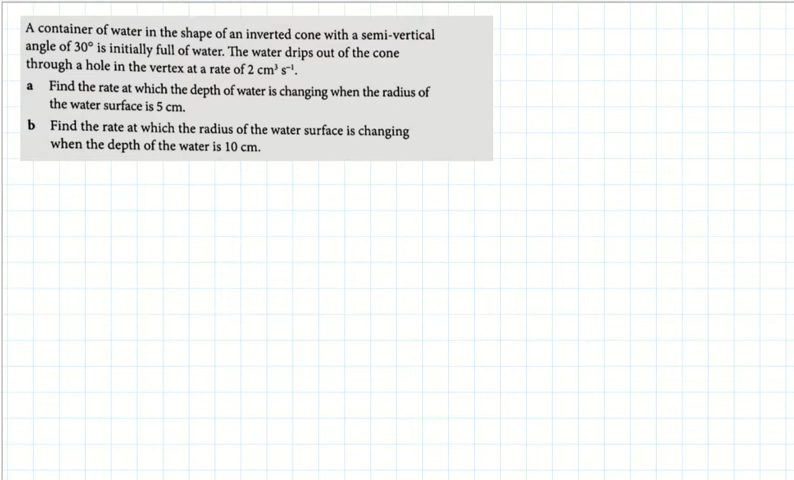 A container of water in the shape of an inverted cone with a semi-vertical
angle of 30° is initially full of water. The water drips out of the cone
through a hole in the vertex at a rate of 2 cm³ s⁻¹.
a Find the rate at which the depth of water is changing when the radius of
the water surface is 5 cm.
b Find the rate at which the radius of the water surface is changing
when the depth of the water is 10 cm.